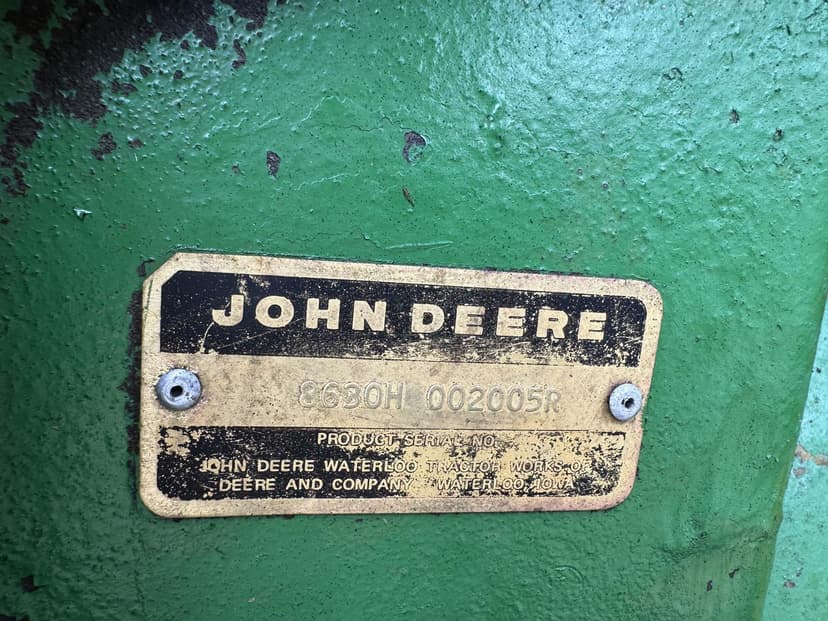 JOHN DEERE
8630H 002005R
PRODUCT SERIAL NO.
JOHN DEERE WATERLOO TRACTOR WORKS OF
DEERE AND COMPANY WATERLOO, IOWA